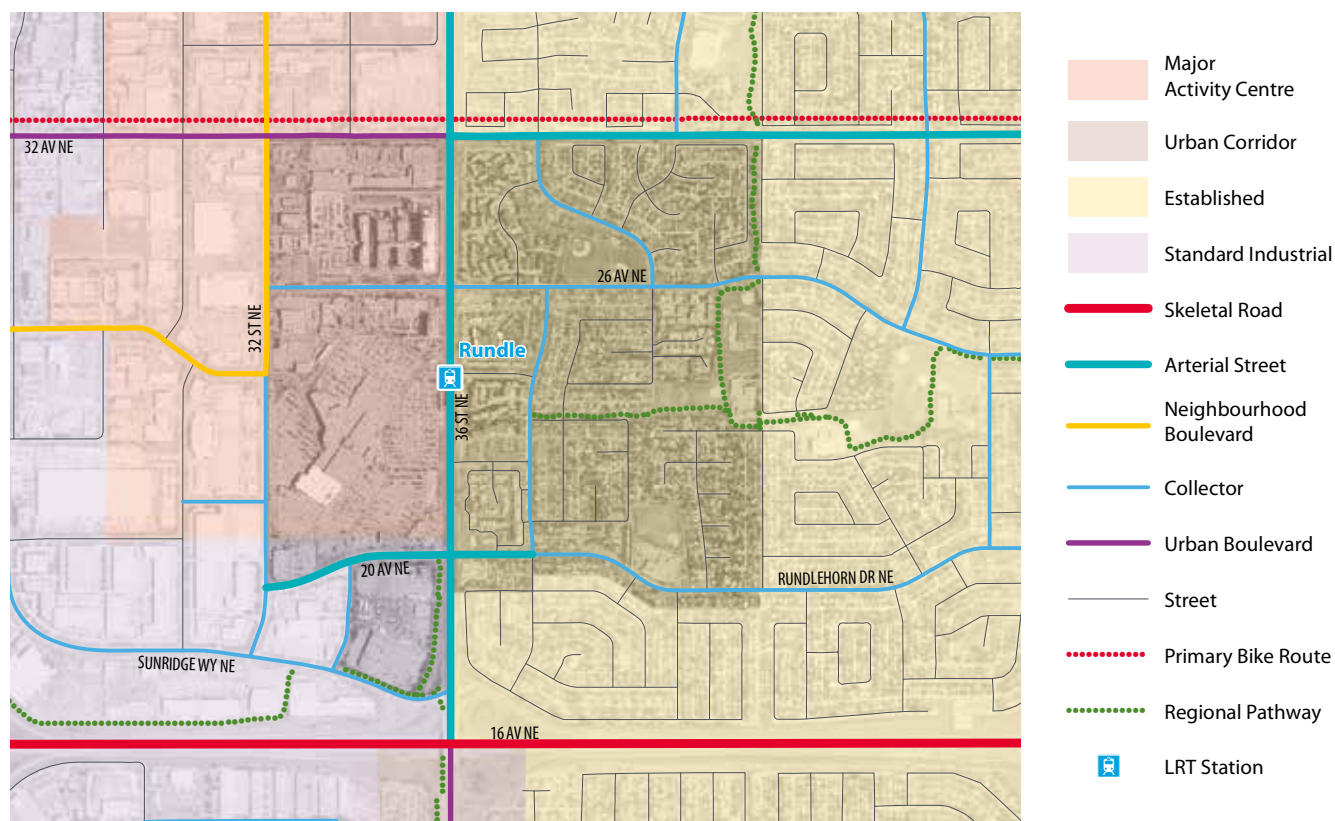 32 AV NE
32 ST NE
26 AV NE
Rundle
36 ST NE
20 AV NE
RUNDLEHORN DR NE
SUNRIDGE WY NE
16 AV NE
Major
Activity Centre
Urban Corridor
Established
Standard Industrial
Skeletal Road
Arterial Street
Neighbourhood
Boulevard
Collector
Urban Boulevard
Street
Primary Bike Route
Regional Pathway
LRT Station